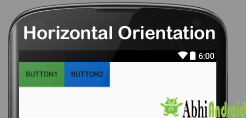 Horizontal Orientation
6:00
BUTTON1 BUTTON2
AbhiAndroid